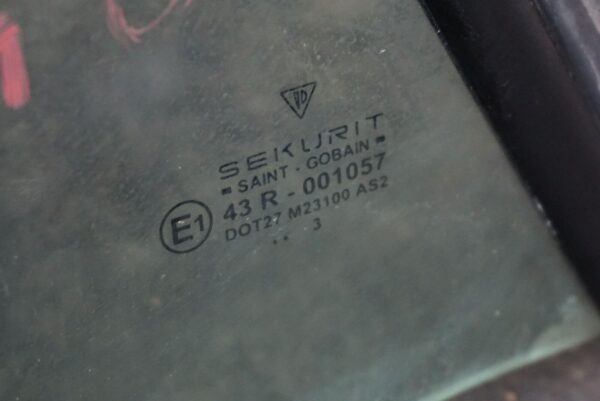 SEKURIT
SAINT - GOBAIN
E1
43 R - 001057
DOT27 M23100 AS2
.. 3